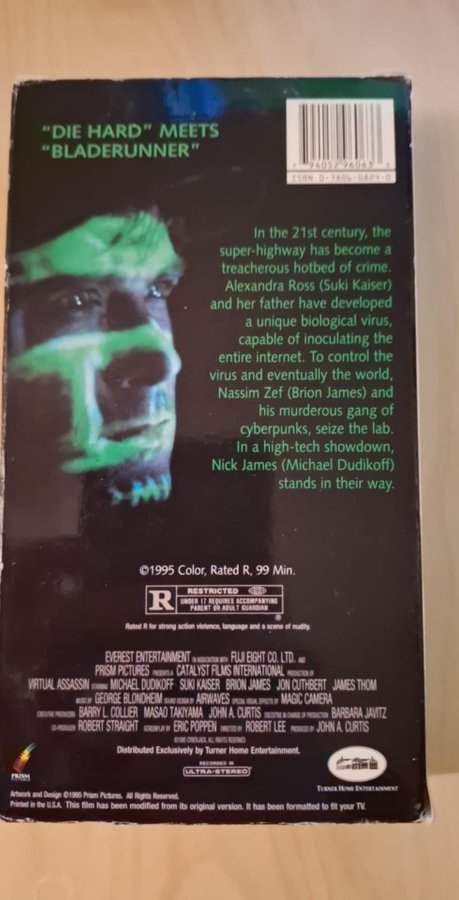 "DIE HARD" MEETS
"BLADERUNNER"
7 94052 96063 3
ISBN 0-7806-0829-0
In the 21st century, the
super-highway has become a
treacherous hotbed of crime.
Alexandra Ross (Suki Kaiser)
and her father have developed
a unique biological virus,
capable of inoculating the
entire internet. To control the
virus and eventually the world,
Nassim Zef (Brion James) and
his murderous gang of
cyberpunks, seize the lab.
In a high-tech showdown,
Nick James (Michael Dudikoff)
stands in their way.
©1995 Color, Rated R, 99 Min.
R RESTRICTED
UNDER 17 REQUIRES ACCOMPANYING
PARENT OR ADULT GUARDIAN
®
Rated R for strong action violence, language and a scene of nudity.
EVEREST ENTERTAINMENT IN ASSOCIATION WITH FUJI EIGHT CO. LTD. AND
PRISM PICTURES PRESENTS A CATALYST FILMS INTERNATIONAL PRODUCTION OF
VIRTUAL ASSASSIN STARRING MICHAEL DUDIKOFF SUKI KAISER BRION JAMES JON CUTHBERT JAMES THOM
MUSIC BY GEORGE BLONDHEIM SOUND DESIGN BY AIRWAVES SPECIAL VISUAL EFFECTS BY MAGIC CAMERA
EXECUTIVE PRODUCERS BARRY L. COLLIER MASAO TAKIYAMA JOHN A. CURTIS EXECUTIVE IN CHARGE OF PRODUCTION BARBARA JAVITZ
CO-PRODUCER ROBERT STRAIGHT SCREENPLAY BY ERIC POPPEN DIRECTED BY ROBERT LEE PRODUCED BY JOHN A. CURTIS
©1995 CYBERJACK, ALL RIGHTS RESERVED.
Distributed Exclusively by Turner Home Entertainment.
RECORDED IN
ULTRA-STEREO
PRISM
TURNER HOME ENTERTAINMENT
Artwork and Design ©1995 Prism Pictures. All Rights Reserved.
Printed in the U.S.A. This film has been modified from its original version. It has been formatted to fit your TV.